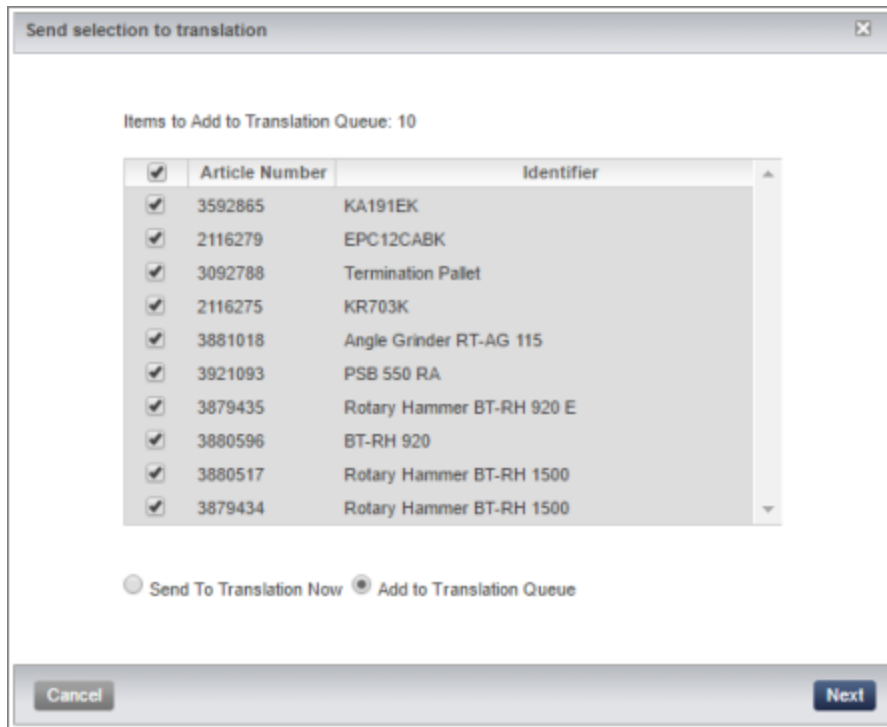 Send selection to translation
Items to Add to Translation Queue: 10
Article Number Identifier
3592865 KA191EK
2116279 EPC12CABK
3092788 Termination Pallet
2116275 KR703K
3881018 Angle Grinder RT-AG 115
3921093 PSB 550 RA
3879435 Rotary Hammer BT-RH 920 E
3880596 BT-RH 920
3880517 Rotary Hammer BT-RH 1500
3879434 Rotary Hammer BT-RH 1500
Send To Translation Now Add to Translation Queue
Cancel Next